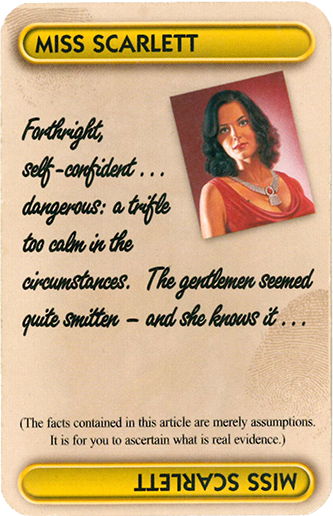 MISS SCARLETT
Forthright,
self-confident . . .
dangerous: a trifle
too calm in the
circumstances. The gentlemen seemed
quite smitten – and she knows it . . .
(The facts contained in this article are merely assumptions.
It is for you to ascertain what is real evidence.)
MISS SCARLETT